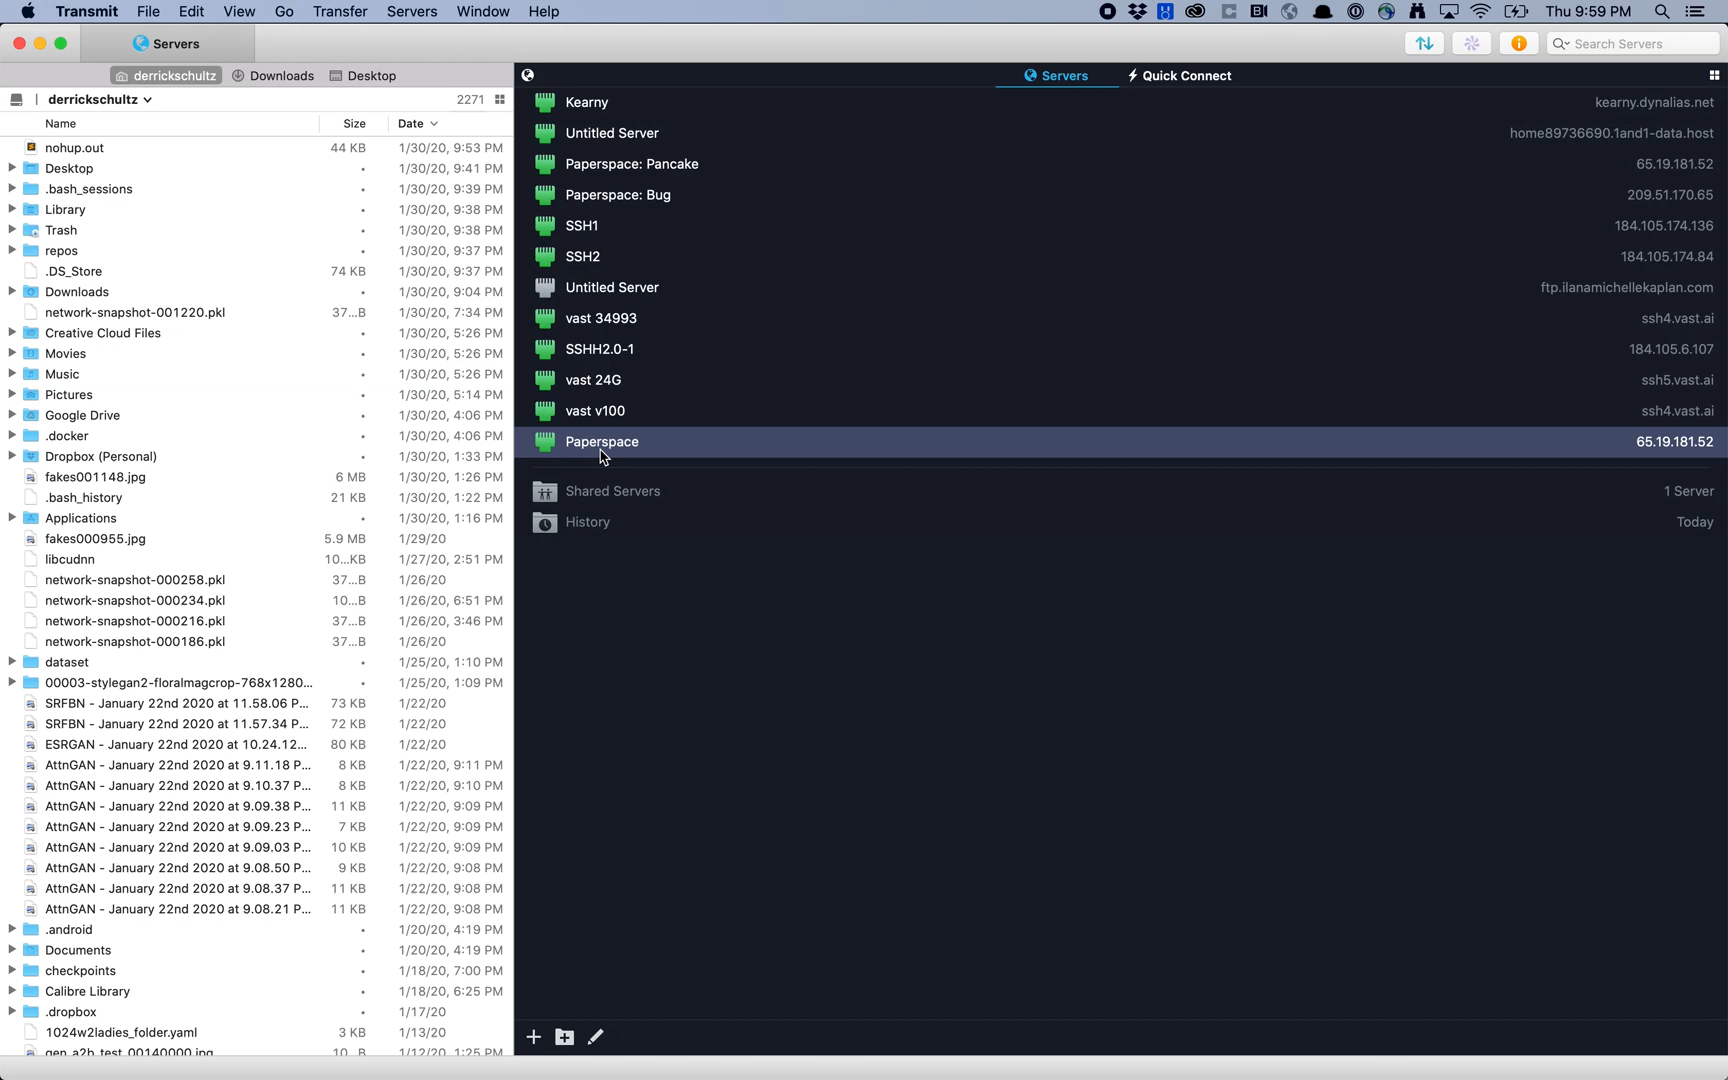 Transmit File Edit View Go Transfer Servers Window Help Thu 9:59 PM
Servers Search Servers
derrickschultz Downloads Desktop Servers Quick Connect
derrickschultz 2271
Name Size Date
nohup.out 44 KB 1/30/20, 9:53 PM
Desktop • 1/30/20, 9:41 PM
.bash_sessions • 1/30/20, 9:39 PM
Library • 1/30/20, 9:38 PM
Trash • 1/30/20, 9:38 PM
repos • 1/30/20, 9:37 PM
.DS_Store 74 KB 1/30/20, 9:37 PM
Downloads • 1/30/20, 9:04 PM
network-snapshot-001220.pkl 37...B 1/30/20, 7:34 PM
Creative Cloud Files • 1/30/20, 5:26 PM
Movies • 1/30/20, 5:26 PM
Music • 1/30/20, 5:26 PM
Pictures • 1/30/20, 5:14 PM
Google Drive • 1/30/20, 4:06 PM
.docker • 1/30/20, 4:06 PM
Dropbox (Personal) • 1/30/20, 1:33 PM
fakes001148.jpg 6 MB 1/30/20, 1:26 PM
.bash_history 21 KB 1/30/20, 1:22 PM
Applications • 1/30/20, 1:16 PM
fakes000955.jpg 5.9 MB 1/29/20
libcudnn 10...KB 1/27/20, 2:51 PM
network-snapshot-000258.pkl 37...B 1/26/20
network-snapshot-000234.pkl 10...B 1/26/20, 6:51 PM
network-snapshot-000216.pkl 37...B 1/26/20, 3:46 PM
network-snapshot-000186.pkl 37...B 1/26/20
dataset • 1/25/20, 1:10 PM
00003-stylegan2-floralmagcrop-768x1280... • 1/25/20, 1:09 PM
SRFBN - January 22nd 2020 at 11.58.06 P... 73 KB 1/22/20
SRFBN - January 22nd 2020 at 11.57.34 P... 72 KB 1/22/20
ESRGAN - January 22nd 2020 at 10.24.12... 80 KB 1/22/20
AttnGAN - January 22nd 2020 at 9.11.18 P... 8 KB 1/22/20, 9:11 PM
AttnGAN - January 22nd 2020 at 9.10.37 P... 8 KB 1/22/20, 9:10 PM
AttnGAN - January 22nd 2020 at 9.09.38 P... 11 KB 1/22/20, 9:09 PM
AttnGAN - January 22nd 2020 at 9.09.23 P... 7 KB 1/22/20, 9:09 PM
AttnGAN - January 22nd 2020 at 9.09.03 P... 10 KB 1/22/20, 9:09 PM
AttnGAN - January 22nd 2020 at 9.08.50 P... 9 KB 1/22/20, 9:08 PM
AttnGAN - January 22nd 2020 at 9.08.37 P... 11 KB 1/22/20, 9:08 PM
AttnGAN - January 22nd 2020 at 9.08.21 P... 11 KB 1/22/20, 9:08 PM
.android • 1/20/20, 4:19 PM
Documents • 1/20/20, 4:19 PM
checkpoints • 1/18/20, 7:00 PM
Calibre Library • 1/18/20, 6:25 PM
.dropbox • 1/17/20
1024w2ladies_folder.yaml 3 KB 1/13/20
gen_a2b_test_00140000.jpg 10...B 1/12/20, 1:25 PM
Kearny kearny.dynalias.net
Untitled Server home89736690.1and1-data.host
Paperspace: Pancake 65.19.181.52
Paperspace: Bug 209.51.170.65
SSH1 184.105.174.136
SSH2 184.105.174.84
Untitled Server ftp.ilanamichellekaplan.com
vast 34993 ssh4.vast.ai
SSHH2.0-1 184.105.6.107
vast 24G ssh5.vast.ai
vast v100 ssh4.vast.ai
Paperspace 65.19.181.52
Shared Servers 1 Server
History Today